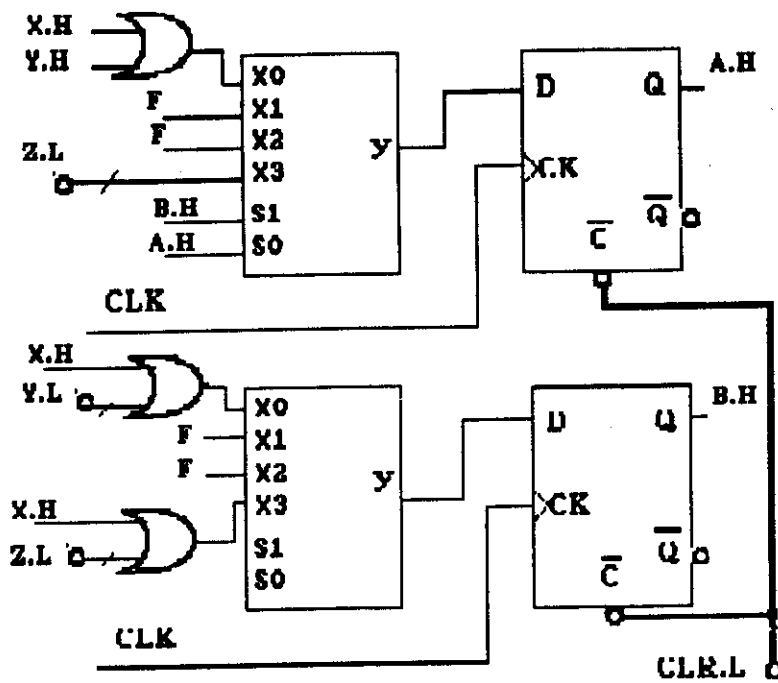 X.H
Y.H
X0
X1
X2
X3
S1
S0
y
F
F
Z.L
B.H
A.H
D
Q
CK
Q
C
A.H
CLK
X.H
Y.L
X0
X1
X2
X3
S1
S0
y
F
F
X.H
Z.L
D
Q
CK
Q
C
B.H
CLK
CLR.L